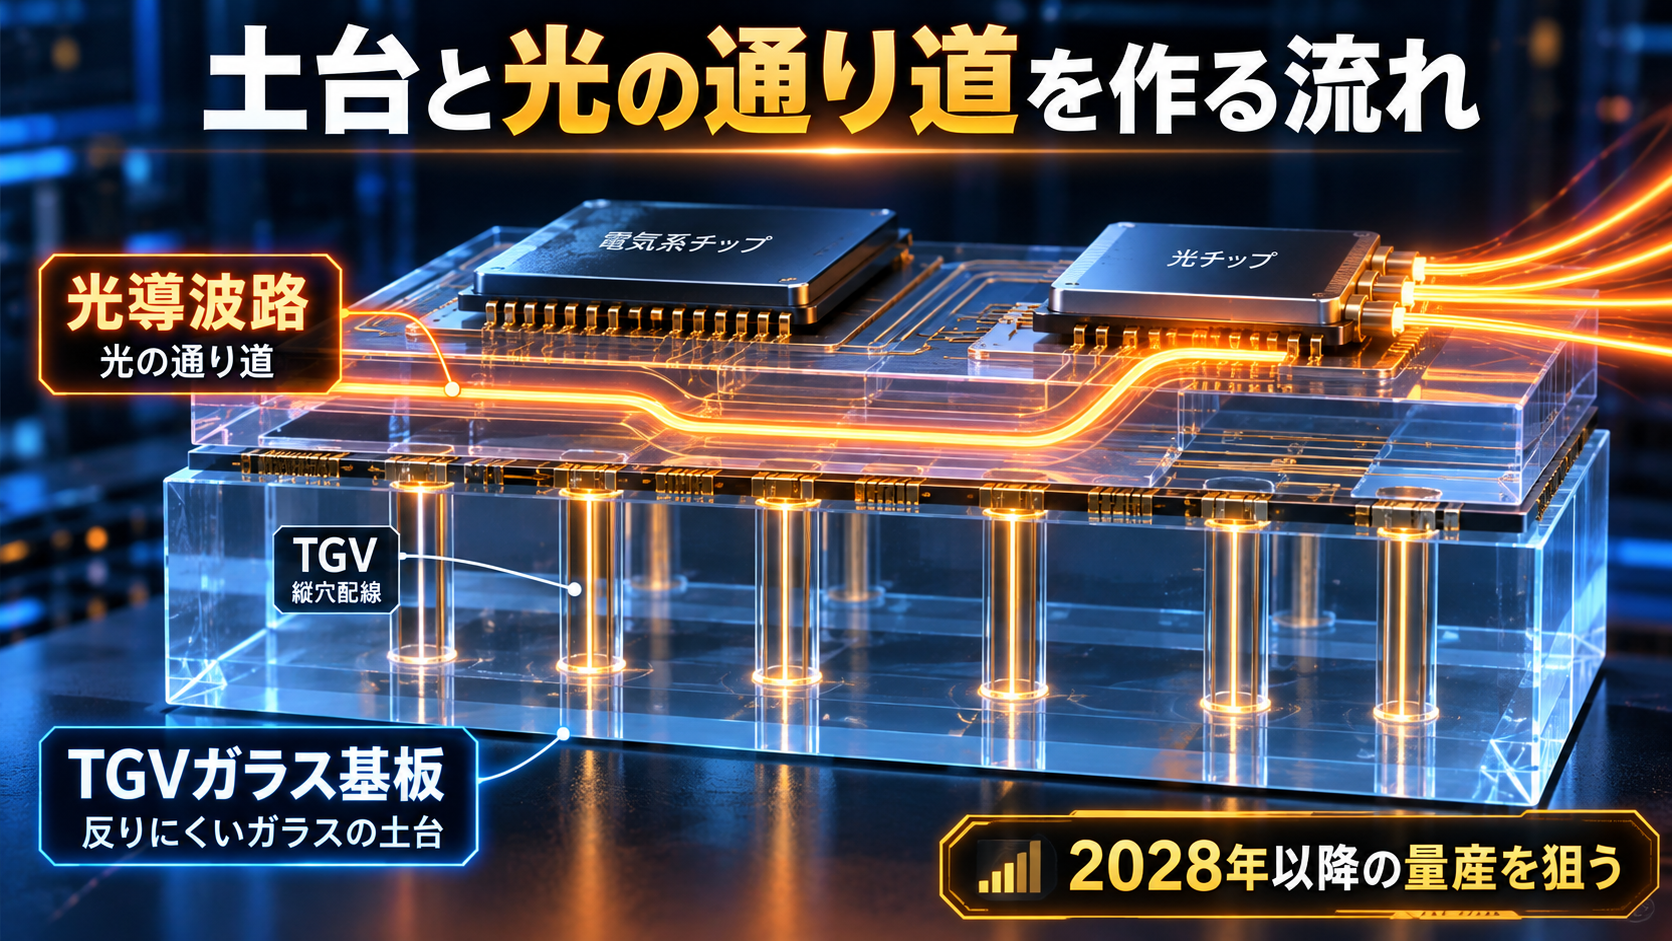 土台と光の通り道を作る流れ
電気系チップ
光チップ
光導波路
光の通り道
TGV
縦穴配線
TGVガラス基板
反りにくいガラスの土台
2028年以降の量産を狙う